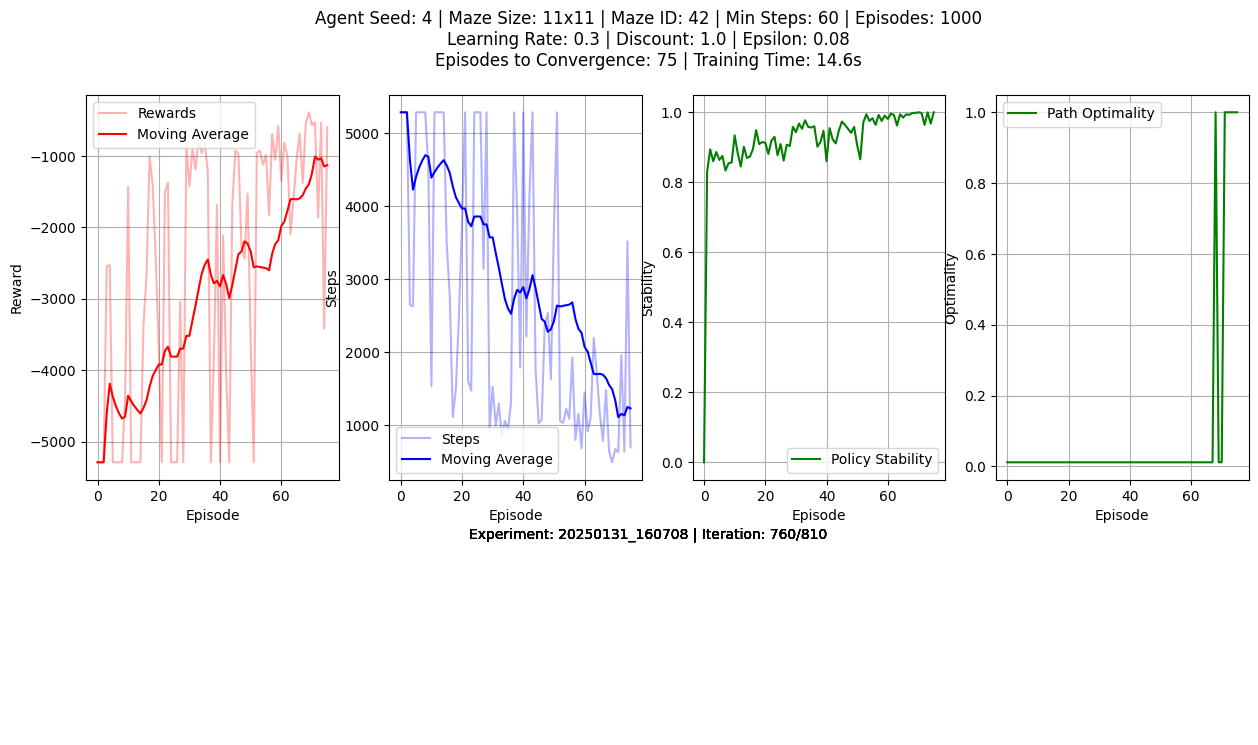 Agent Seed: 4 | Maze Size: 11x11 | Maze ID: 42 | Min Steps: 60 | Episodes: 1000
Learning Rate: 0.3 | Discount: 1.0 | Epsilon: 0.08
Episodes to Convergence: 75 | Training Time: 14.6s
Rewards
Moving Average
−1000
−2000
−3000
−4000
−5000
0
20
40
60
Reward
Episode
Steps
Moving Average
5000
4000
3000
2000
1000
0
20
40
60
Steps
Episode
Policy Stability
1.0
0.8
0.6
0.4
0.2
0.0
0
20
40
60
Stability
Episode
Path Optimality
1.0
0.8
0.6
0.4
0.2
0.0
0
20
40
60
Optimality
Episode
Experiment: 20250131_160708 | Iteration: 760/810